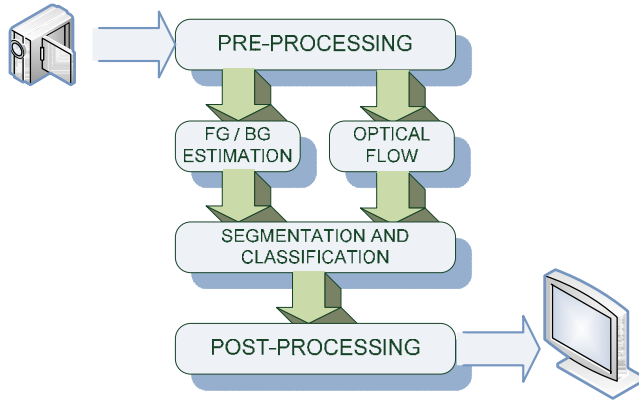 PRE-PROCESSING
FG / BG
ESTIMATION
OPTICAL
FLOW
SEGMENTATION AND
CLASSIFICATION
POST-PROCESSING